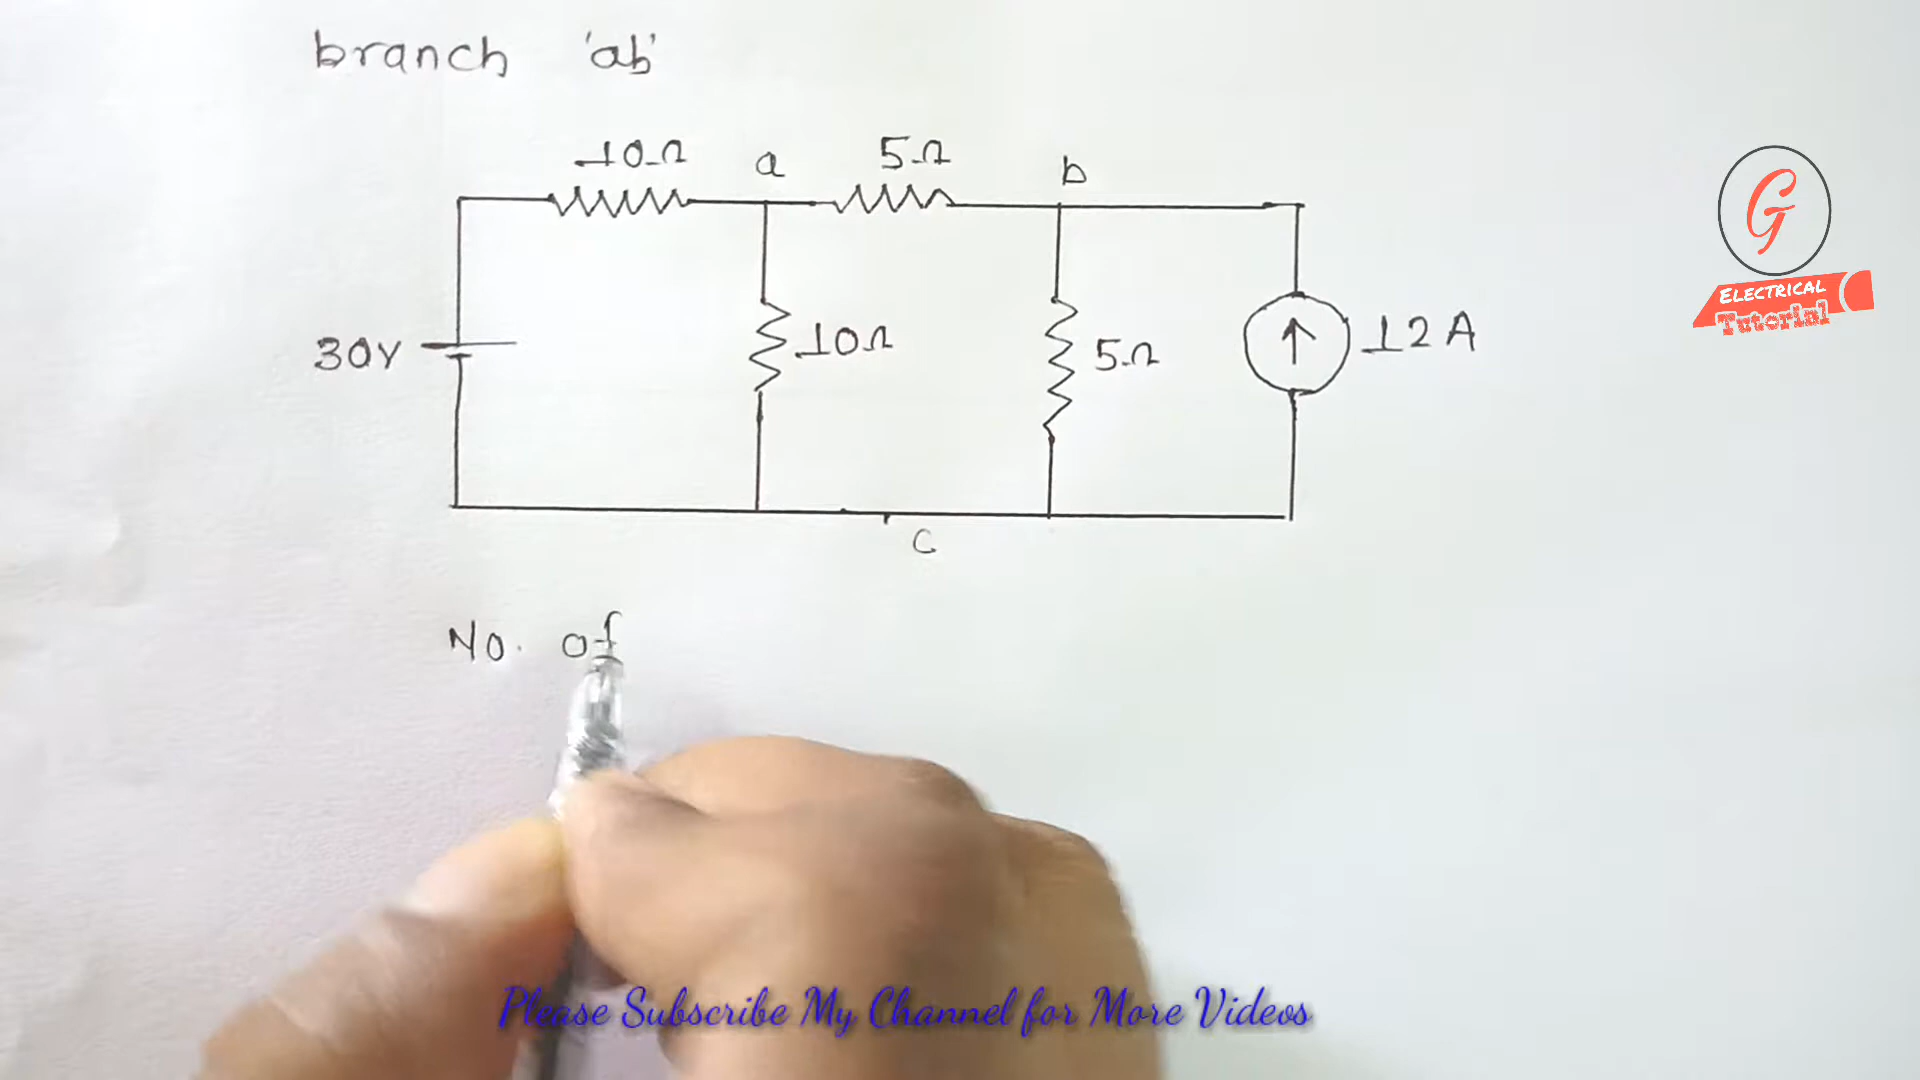 branch 'ab'
10Ω a 5Ω b
30V 10Ω 5Ω 12A
c
No. of
G
ELECTRICAL
Tutorial
Please Subscribe My Channel for More Videos